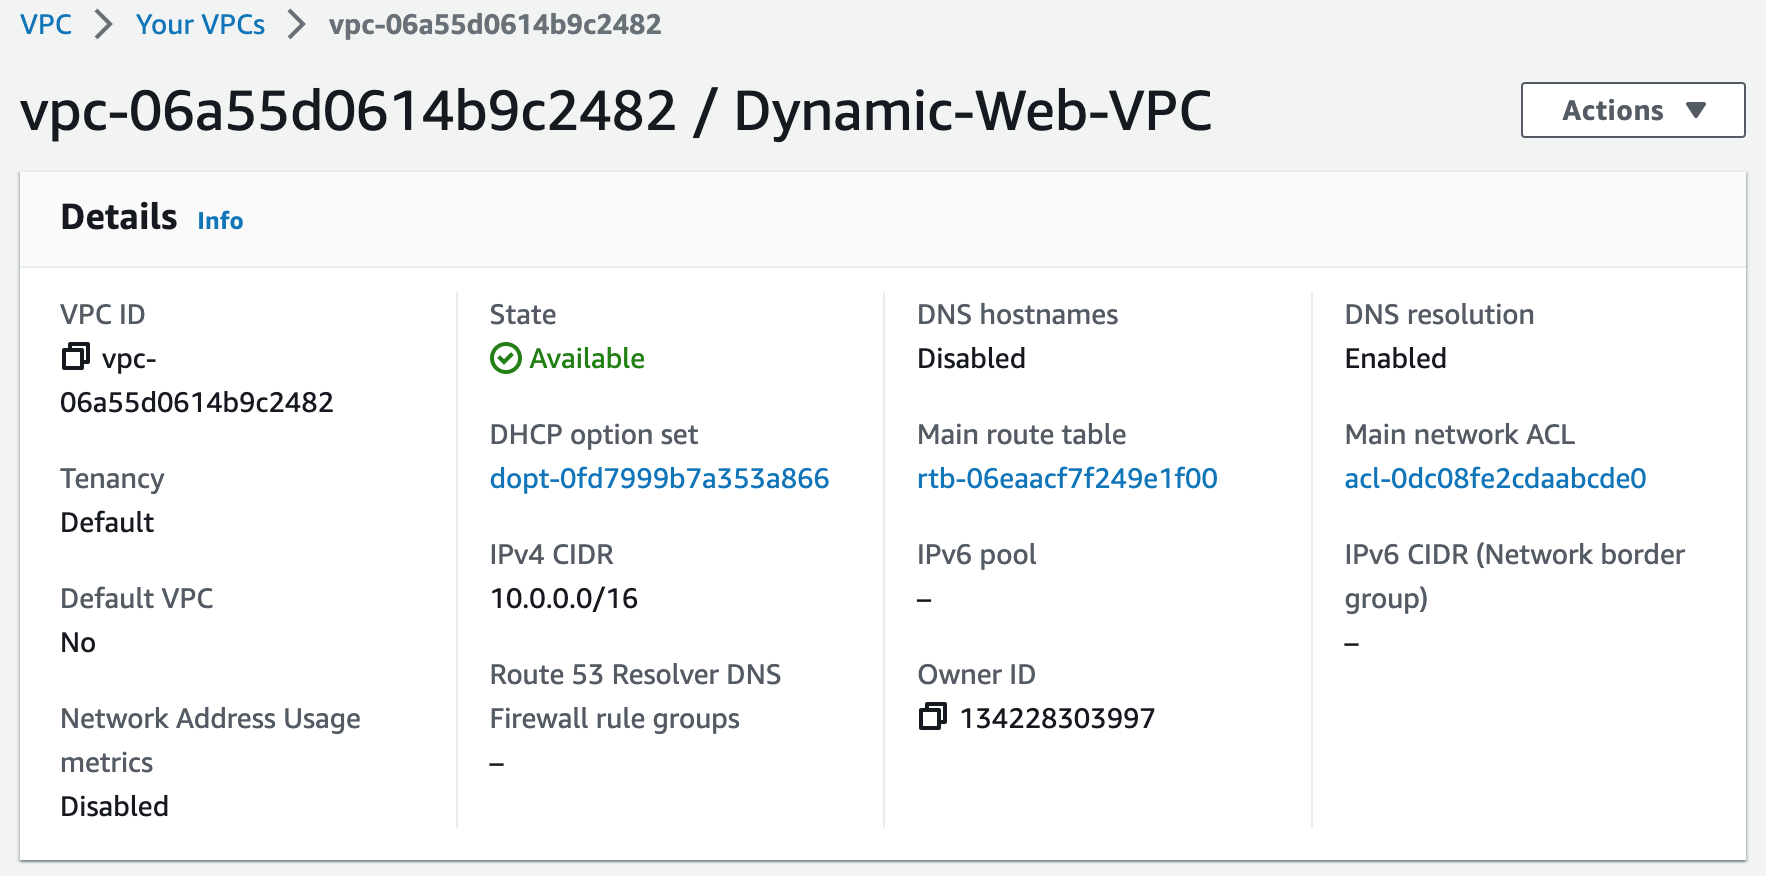 VPC > Your VPCs > vpc-06a55d0614b9c2482
vpc-06a55d0614b9c2482 / Dynamic-Web-VPC
Actions
Details Info
VPC ID
vpc-
06a55d0614b9c2482
Tenancy
Default
Default VPC
No
Network Address Usage
metrics
Disabled
State
Available
DHCP option set
dopt-0fd7999b7a353a866
IPv4 CIDR
10.0.0.0/16
Route 53 Resolver DNS
Firewall rule groups
–
DNS hostnames
Disabled
Main route table
rtb-06eaacf7f249e1f00
IPv6 pool
–
Owner ID
134228303997
DNS resolution
Enabled
Main network ACL
acl-0dc08fe2cdaabcde0
IPv6 CIDR (Network border
group)
–